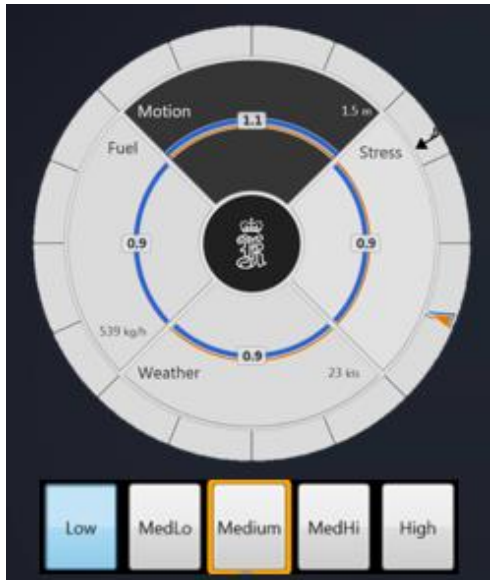 Motion
1.5 m
1.1
Fuel
Stress
0.9
0.9
539 kg/h
0.9
Weather
23 kts
Low
MedLo
Medium
MedHi
High